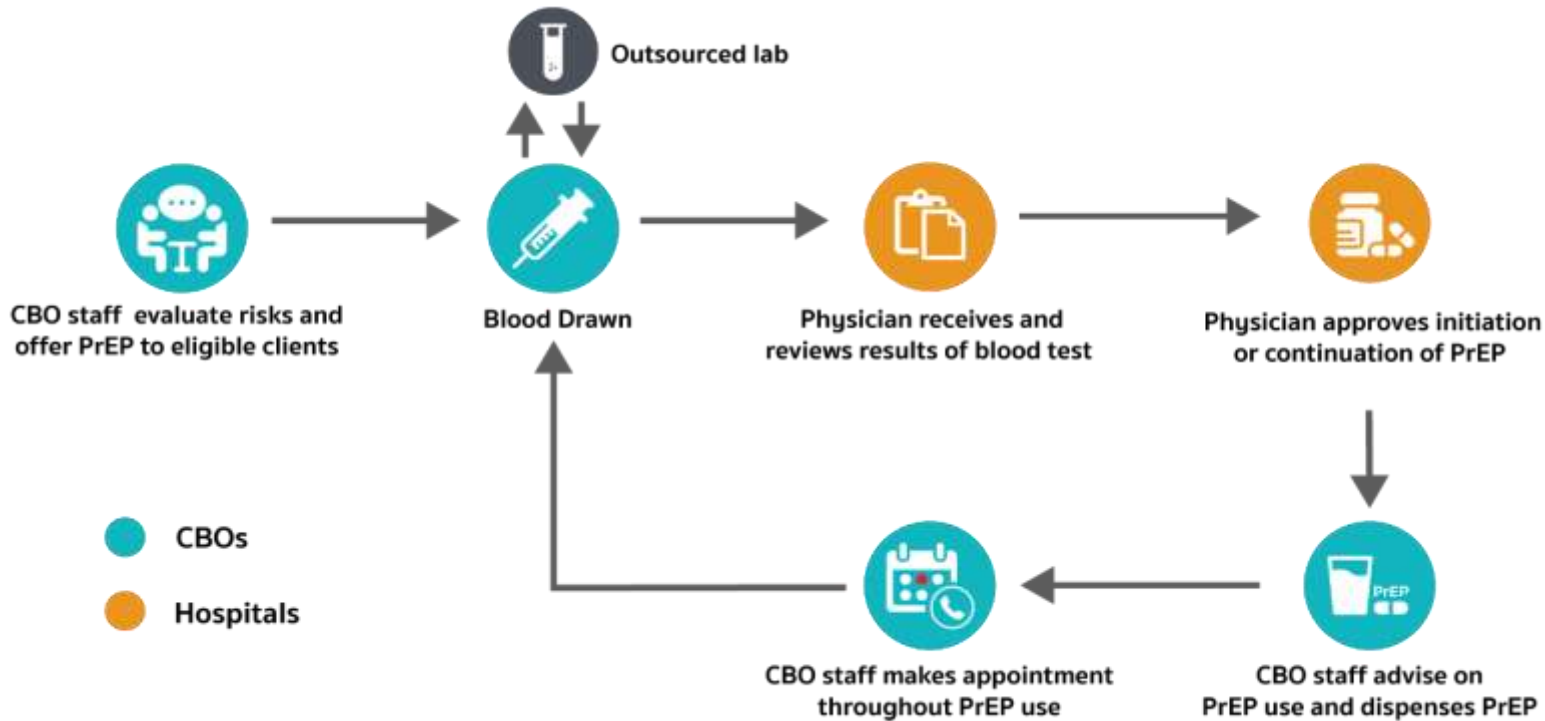 Outsourced lab
CBO staff evaluate risks and
offer PrEP to eligible clients
Blood Drawn
Physician receives and
reviews results of blood test
Physician approves initiation
or continuation of PrEP
CBOs
Hospitals
PrEP
CBO staff makes appointment
throughout PrEP use
CBO staff advise on
PrEP use and dispenses PrEP